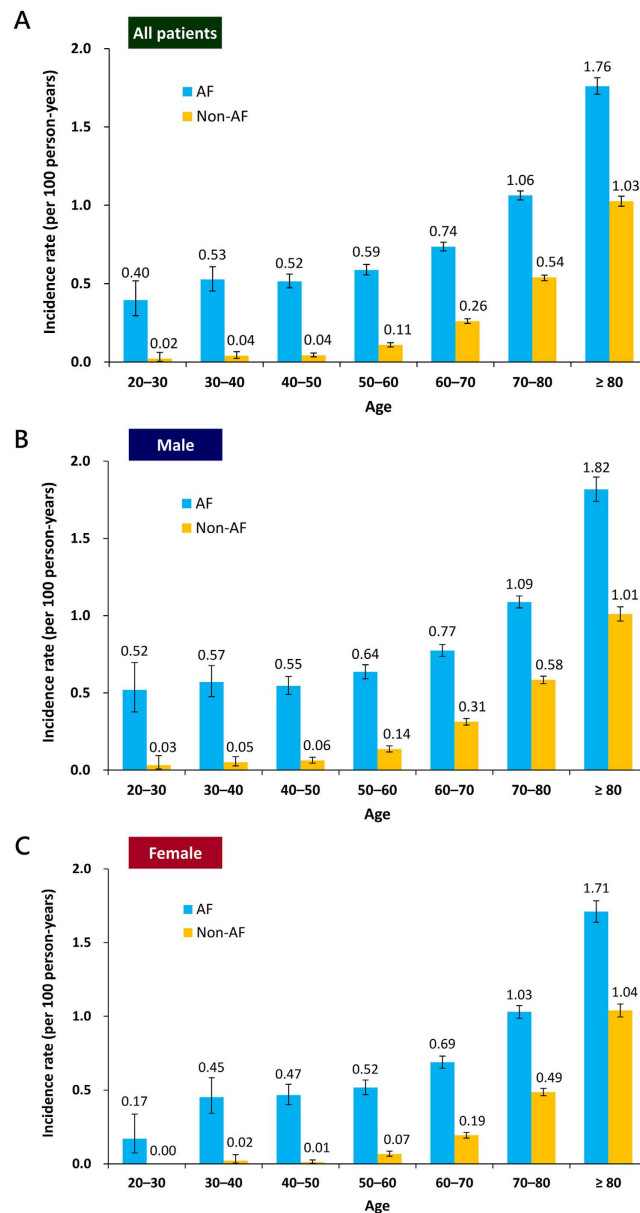 A
All patients
Incidence rate (per 100 person-years)
2.0
1.5
1.0
0.5
0.0
AF
Non-AF
0.40 0.02 0.53 0.04 0.52 0.04 0.59 0.11 0.74 0.26 1.06 0.54 1.76 1.03
20–30 30–40 40–50 50–60 60–70 70–80 ≥ 80
Age
B
Male
Incidence rate (per 100 person-years)
2.0
1.5
1.0
0.5
0.0
AF
Non-AF
0.52 0.03 0.57 0.05 0.55 0.06 0.64 0.14 0.77 0.31 1.09 0.58 1.82 1.01
20–30 30–40 40–50 50–60 60–70 70–80 ≥ 80
Age
C
Female
Incidence rate (per 100 person-years)
2.0
1.5
1.0
0.5
0.0
AF
Non-AF
0.17 0.00 0.45 0.02 0.47 0.01 0.52 0.07 0.69 0.19 1.03 0.49 1.71 1.04
20–30 30–40 40–50 50–60 60–70 70–80 ≥ 80
Age